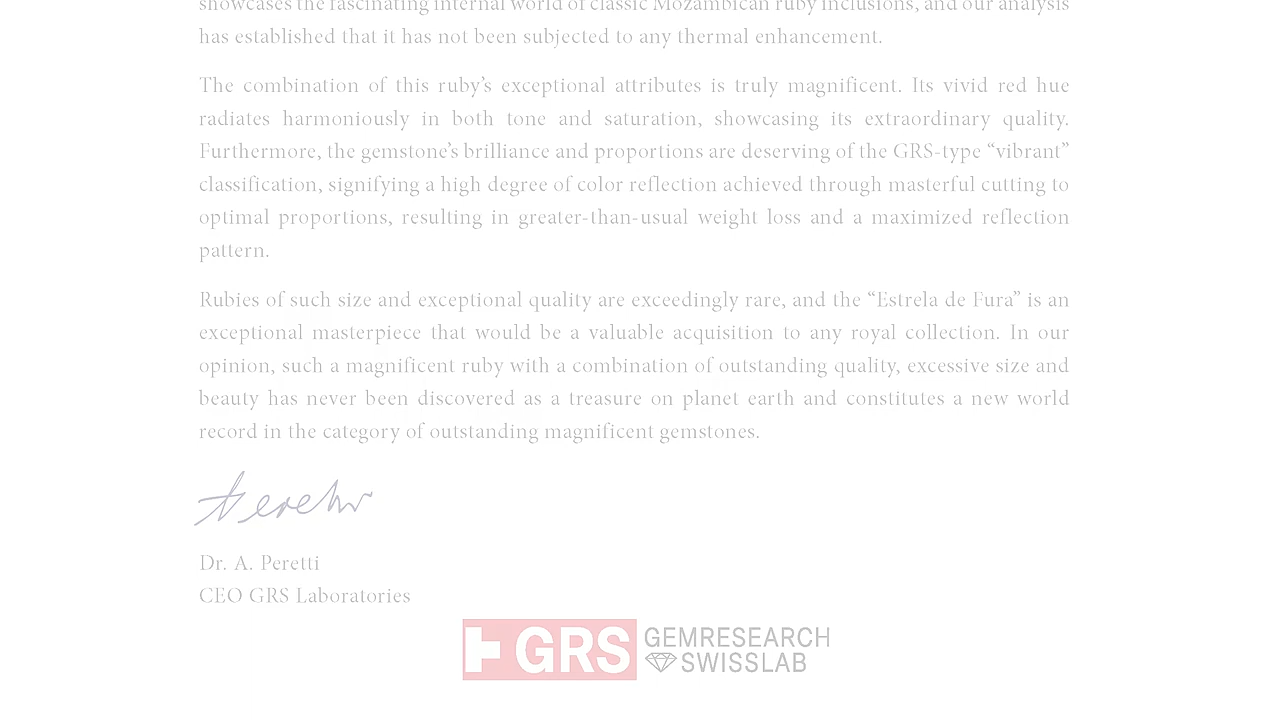 showcases the fascinating internal world of classic Mozambican ruby inclusions, and our analysis
has established that it has not been subjected to any thermal enhancement.
The combination of this ruby’s exceptional attributes is truly magnificent. Its vivid red hue
radiates harmoniously in both tone and saturation, showcasing its extraordinary quality.
Furthermore, the gemstone’s brilliance and proportions are deserving of the GRS-type “vibrant”
classification, signifying a high degree of color reflection achieved through masterful cutting to
optimal proportions, resulting in greater-than-usual weight loss and a maximized reflection
pattern.
Rubies of such size and exceptional quality are exceedingly rare, and the “Estrela de Fura” is an
exceptional masterpiece that would be a valuable acquisition to any royal collection. In our
opinion, such a magnificent ruby with a combination of outstanding quality, excessive size and
beauty has never been discovered as a treasure on planet earth and constitutes a new world
record in the category of outstanding magnificent gemstones.
Dr. A. Peretti
CEO GRS Laboratories
GRS GEMRESEARCH
SWISSLAB